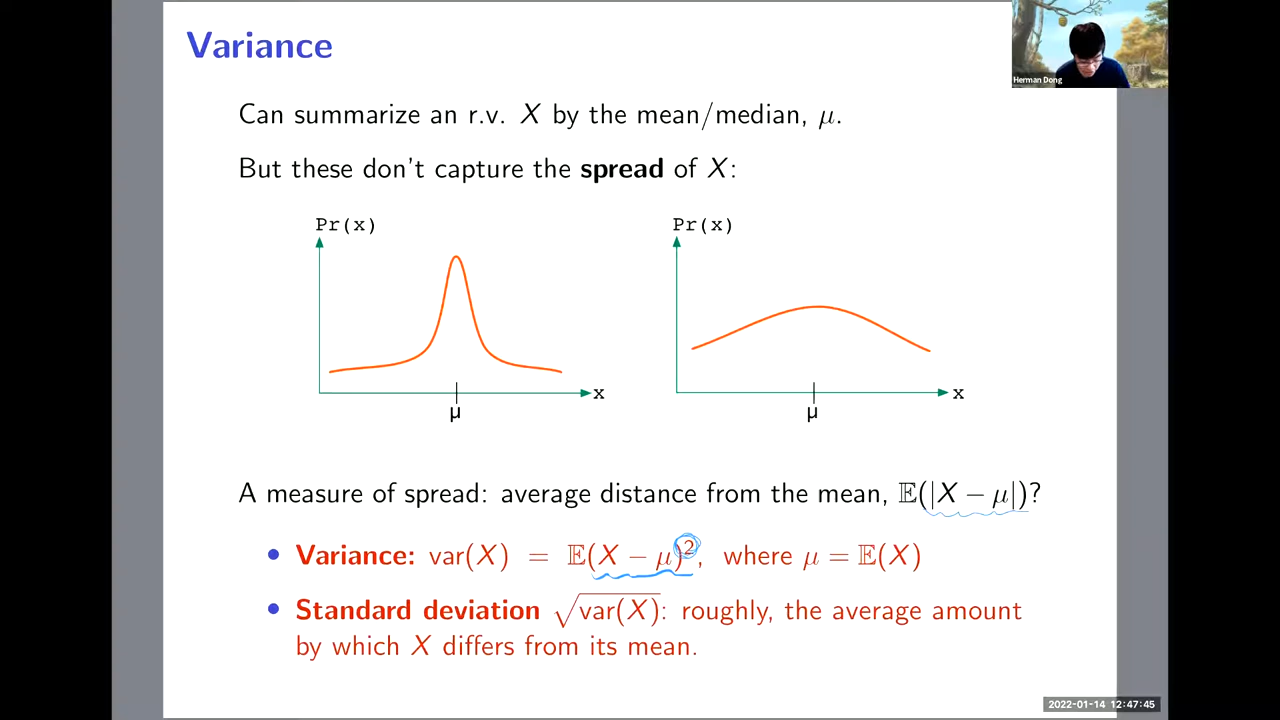 Variance
Herman Dong
Can summarize an r.v. X by the mean/median, μ.
But these don't capture the spread of X:
Pr(x)
x
μ
Pr(x)
x
μ
A measure of spread: average distance from the mean, 𝔼(|X − μ|)?
• Variance: var(X) = 𝔼(X − μ)², where μ = 𝔼(X)
• Standard deviation √var(X): roughly, the average amount
by which X differs from its mean.
2022-01-14 12:47:45